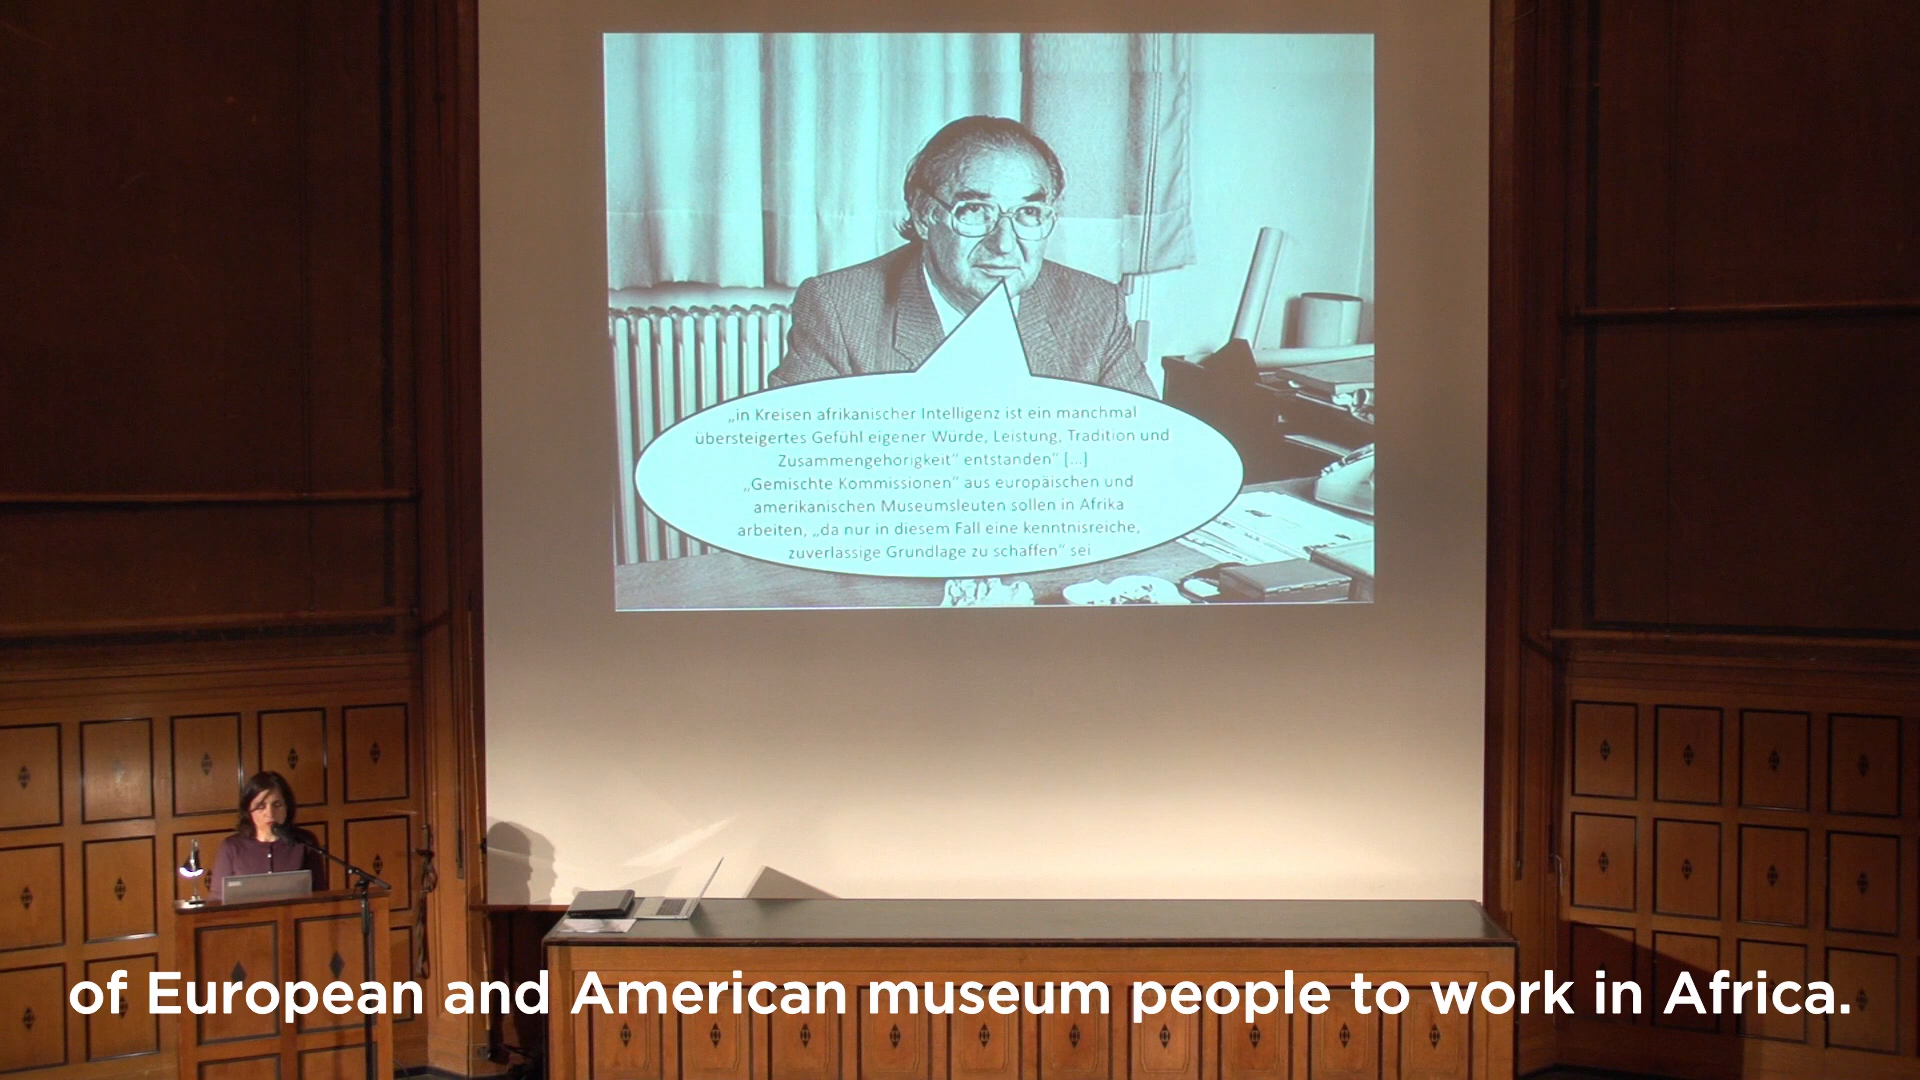 „in Kreisen afrikanischer Intelligenz ist ein manchmal
übersteigertes Gefühl eigener Würde, Leistung, Tradition und
Zusammengehörigkeit“ entstanden“ [...]
„Gemischte Kommissionen“ aus europäischen und
amerikanischen Museumsleuten sollen in Afrika
arbeiten, „da nur in diesem Fall eine kenntnisreiche,
zuverlässige Grundlage zu schaffen“ sei
of European and American museum people to work in Africa.